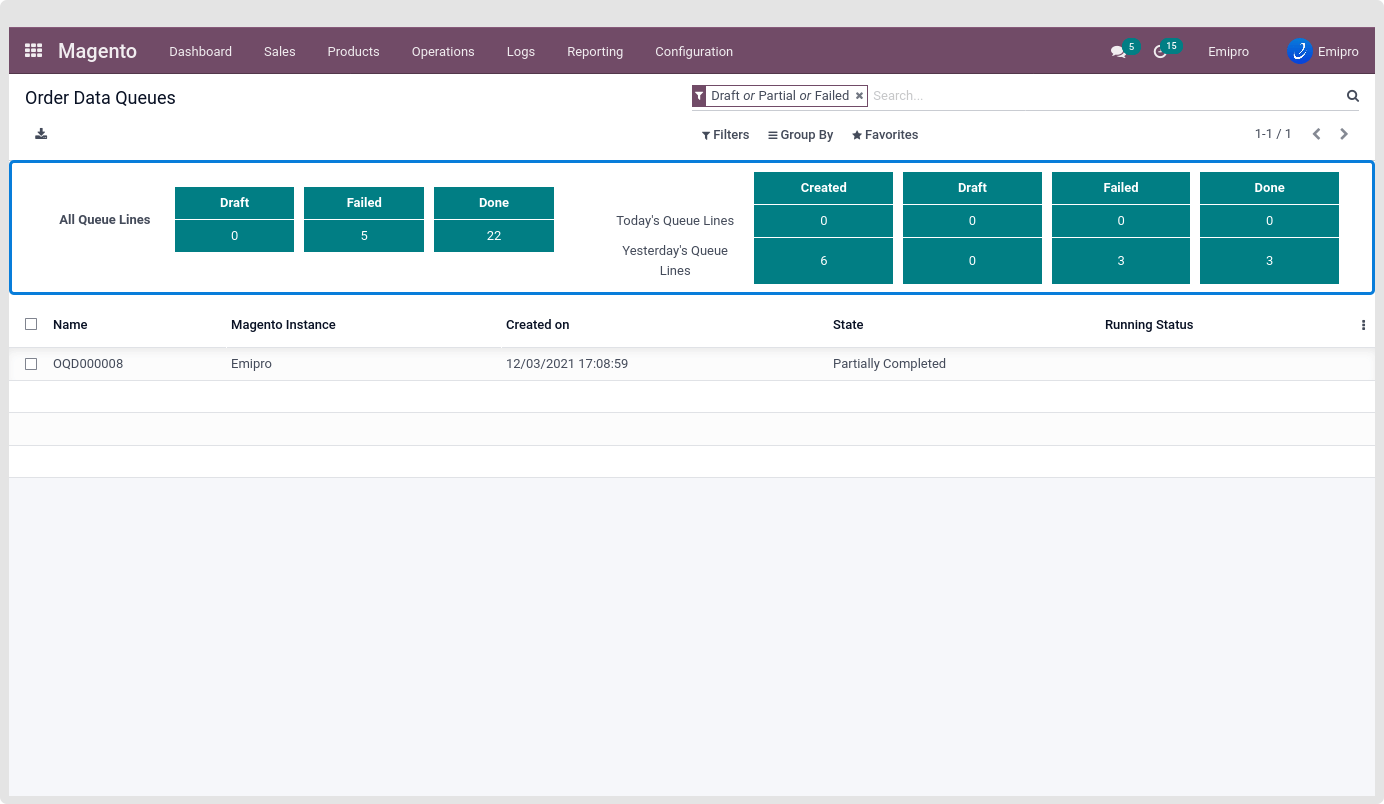 Magento Dashboard Sales Products Operations Logs Reporting Configuration 5 15 Emipro Emipro
Order Data Queues
Draft or Partial or Failed Search...
Filters Group By Favorites 1-1 / 1
All Queue Lines
Draft Failed Done
0 5 22
Created Draft Failed Done
Today's Queue Lines 0 0 0 0
Yesterday's Queue
Lines
6 0 3 3
Name Magento Instance Created on State Running Status
OQD000008 Emipro 12/03/2021 17:08:59 Partially Completed